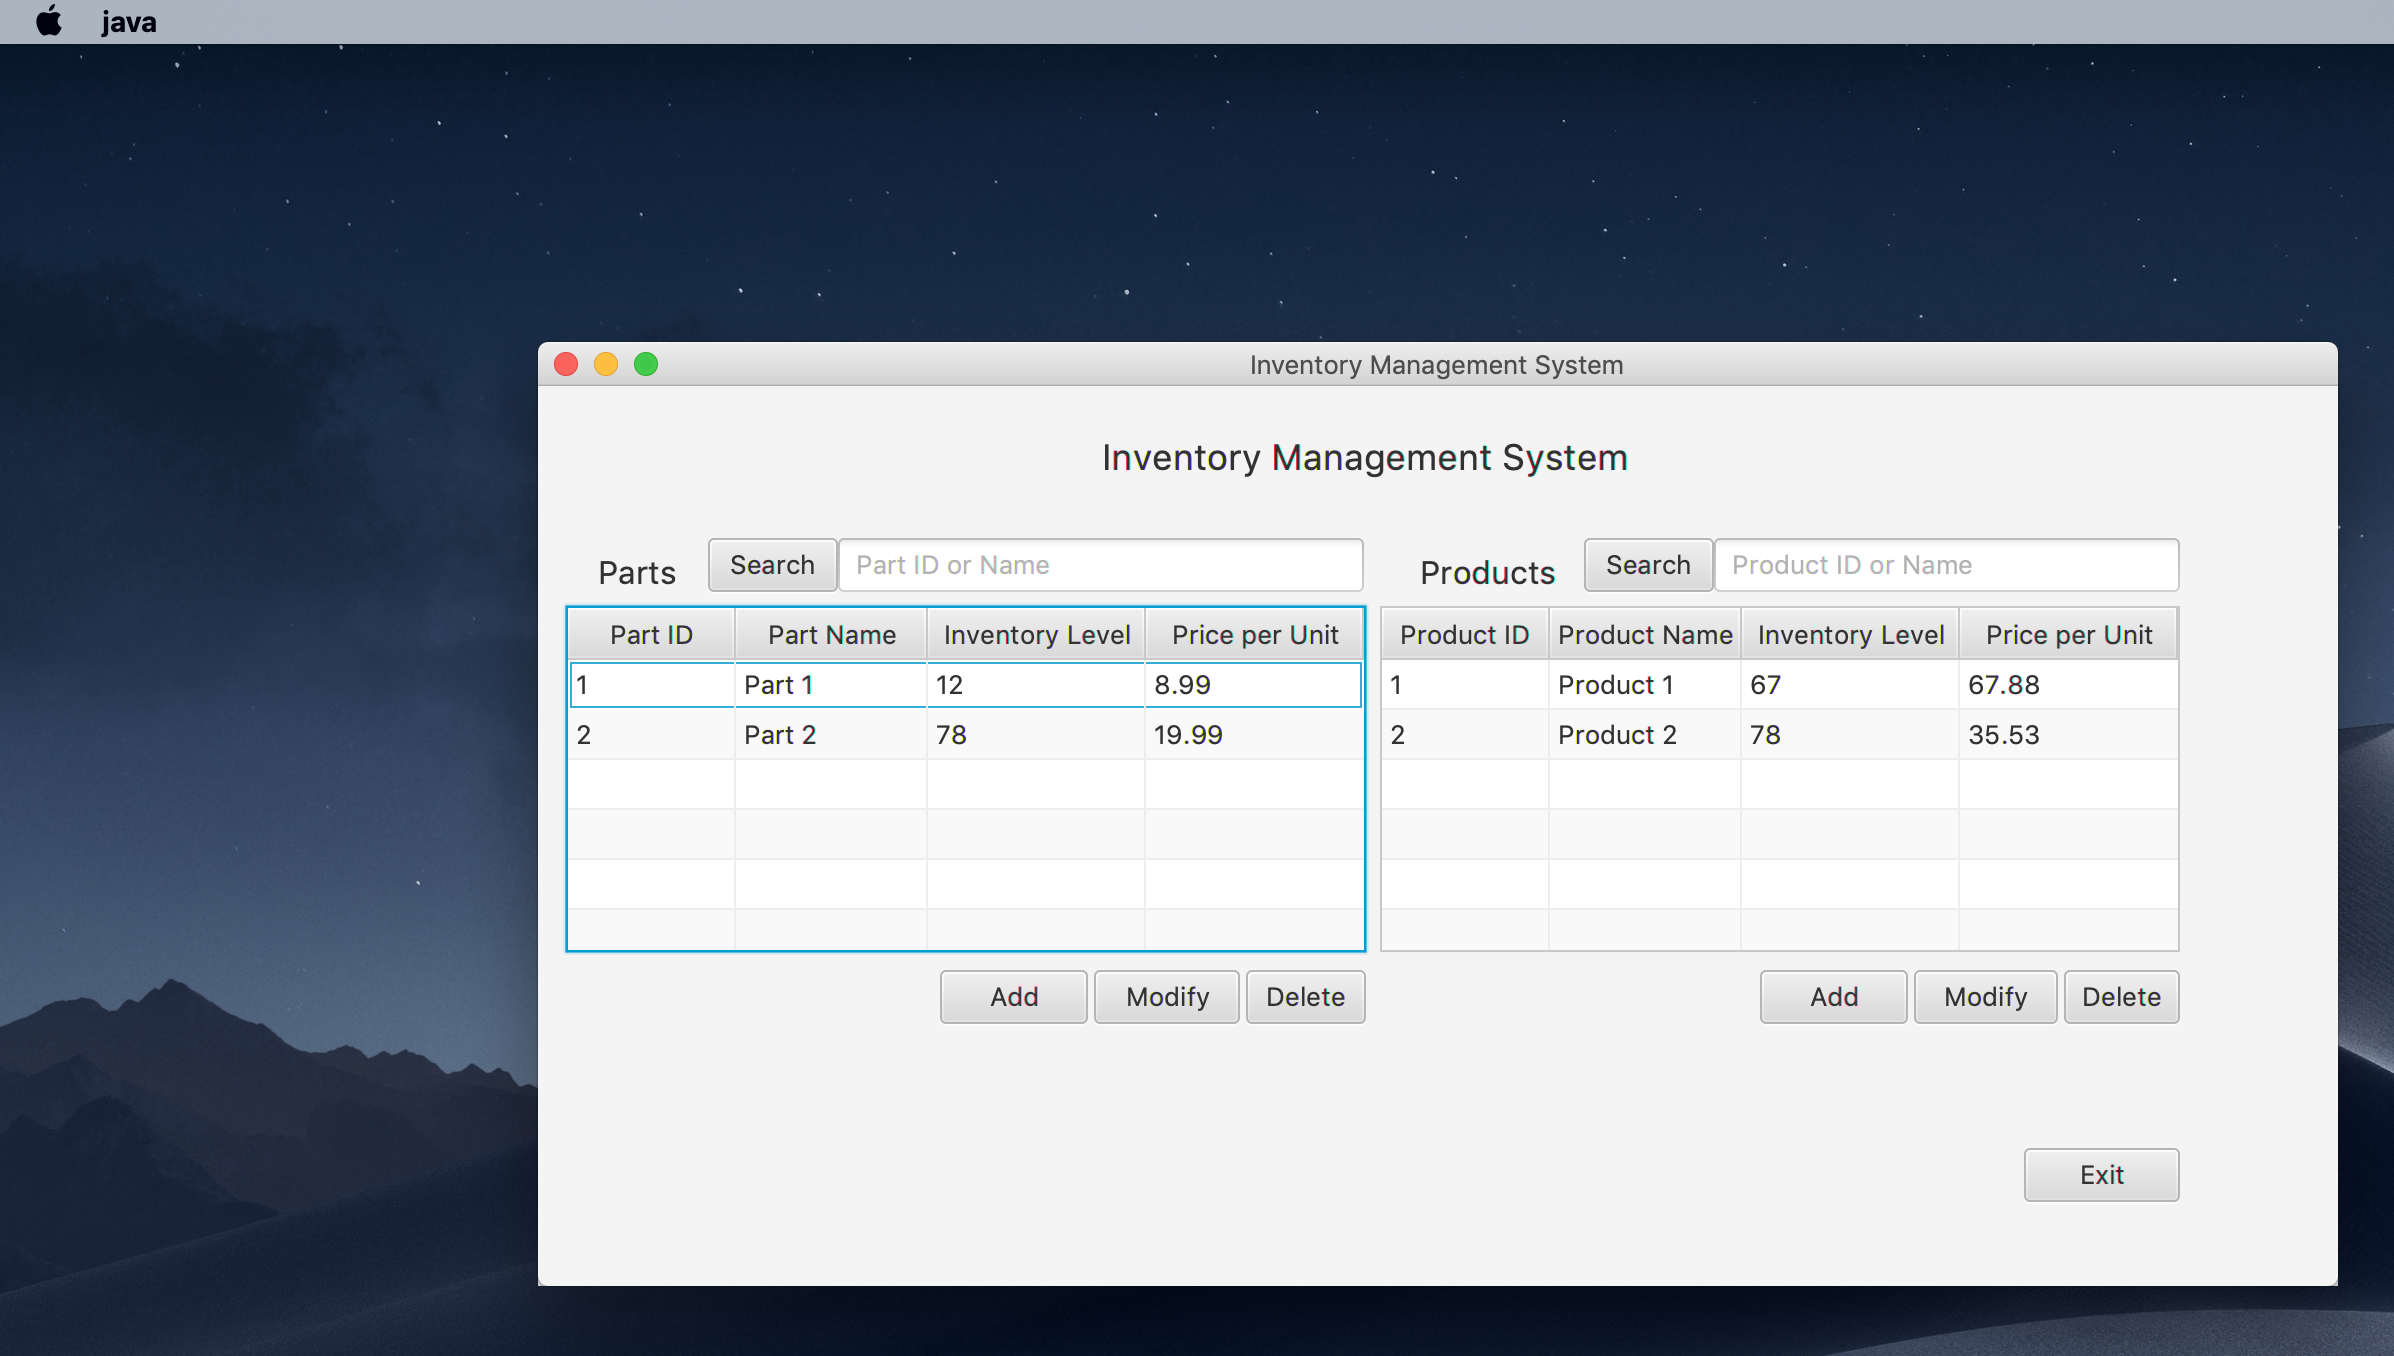 java
Inventory Management System
Inventory Management System
Parts Search Part ID or Name Products Search Product ID or Name
Part ID Part Name Inventory Level Price per Unit Product ID Product Name Inventory Level Price per Unit
1 Part 1 12 8.99 1 Product 1 67 67.88
2 Part 2 78 19.99 2 Product 2 78 35.53
Add Modify Delete Add Modify Delete
Exit